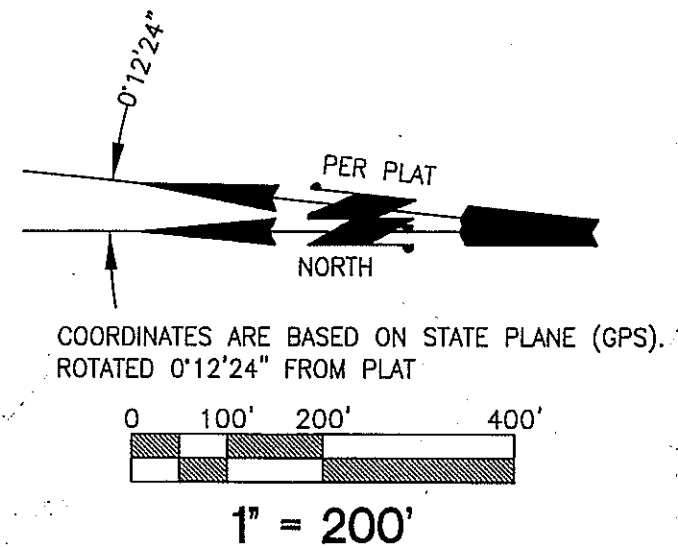 0°12'24"
PER PLAT
NORTH
COORDINATES ARE BASED ON STATE PLANE (GPS).
ROTATED 0°12'24" FROM PLAT
0 100' 200' 400'
1" = 200'